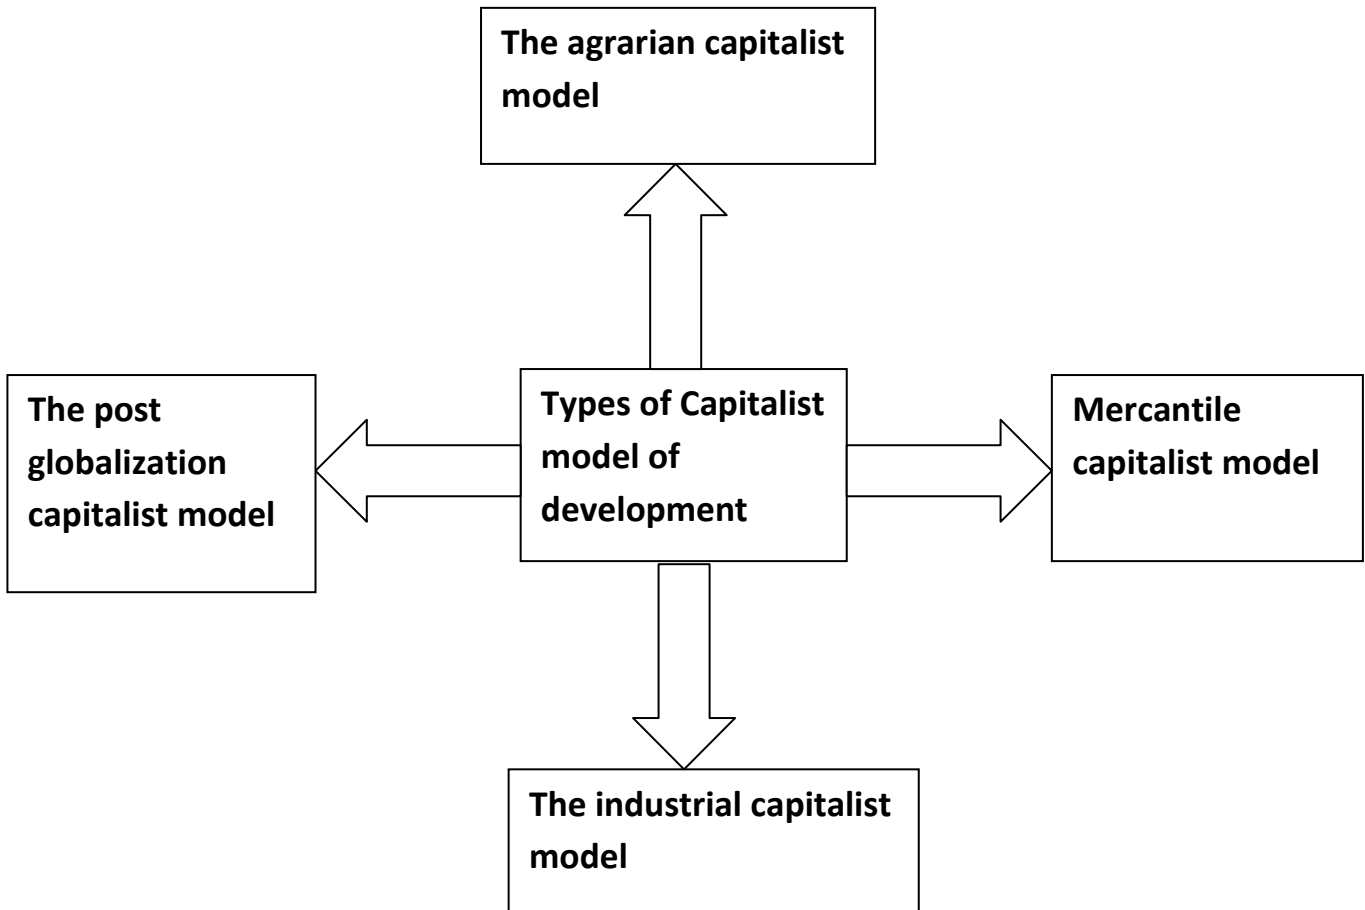 The agrarian capitalist
model
The post
globalization
capitalist model
Types of Capitalist
model of
development
Mercantile
capitalist model
The industrial capitalist
model